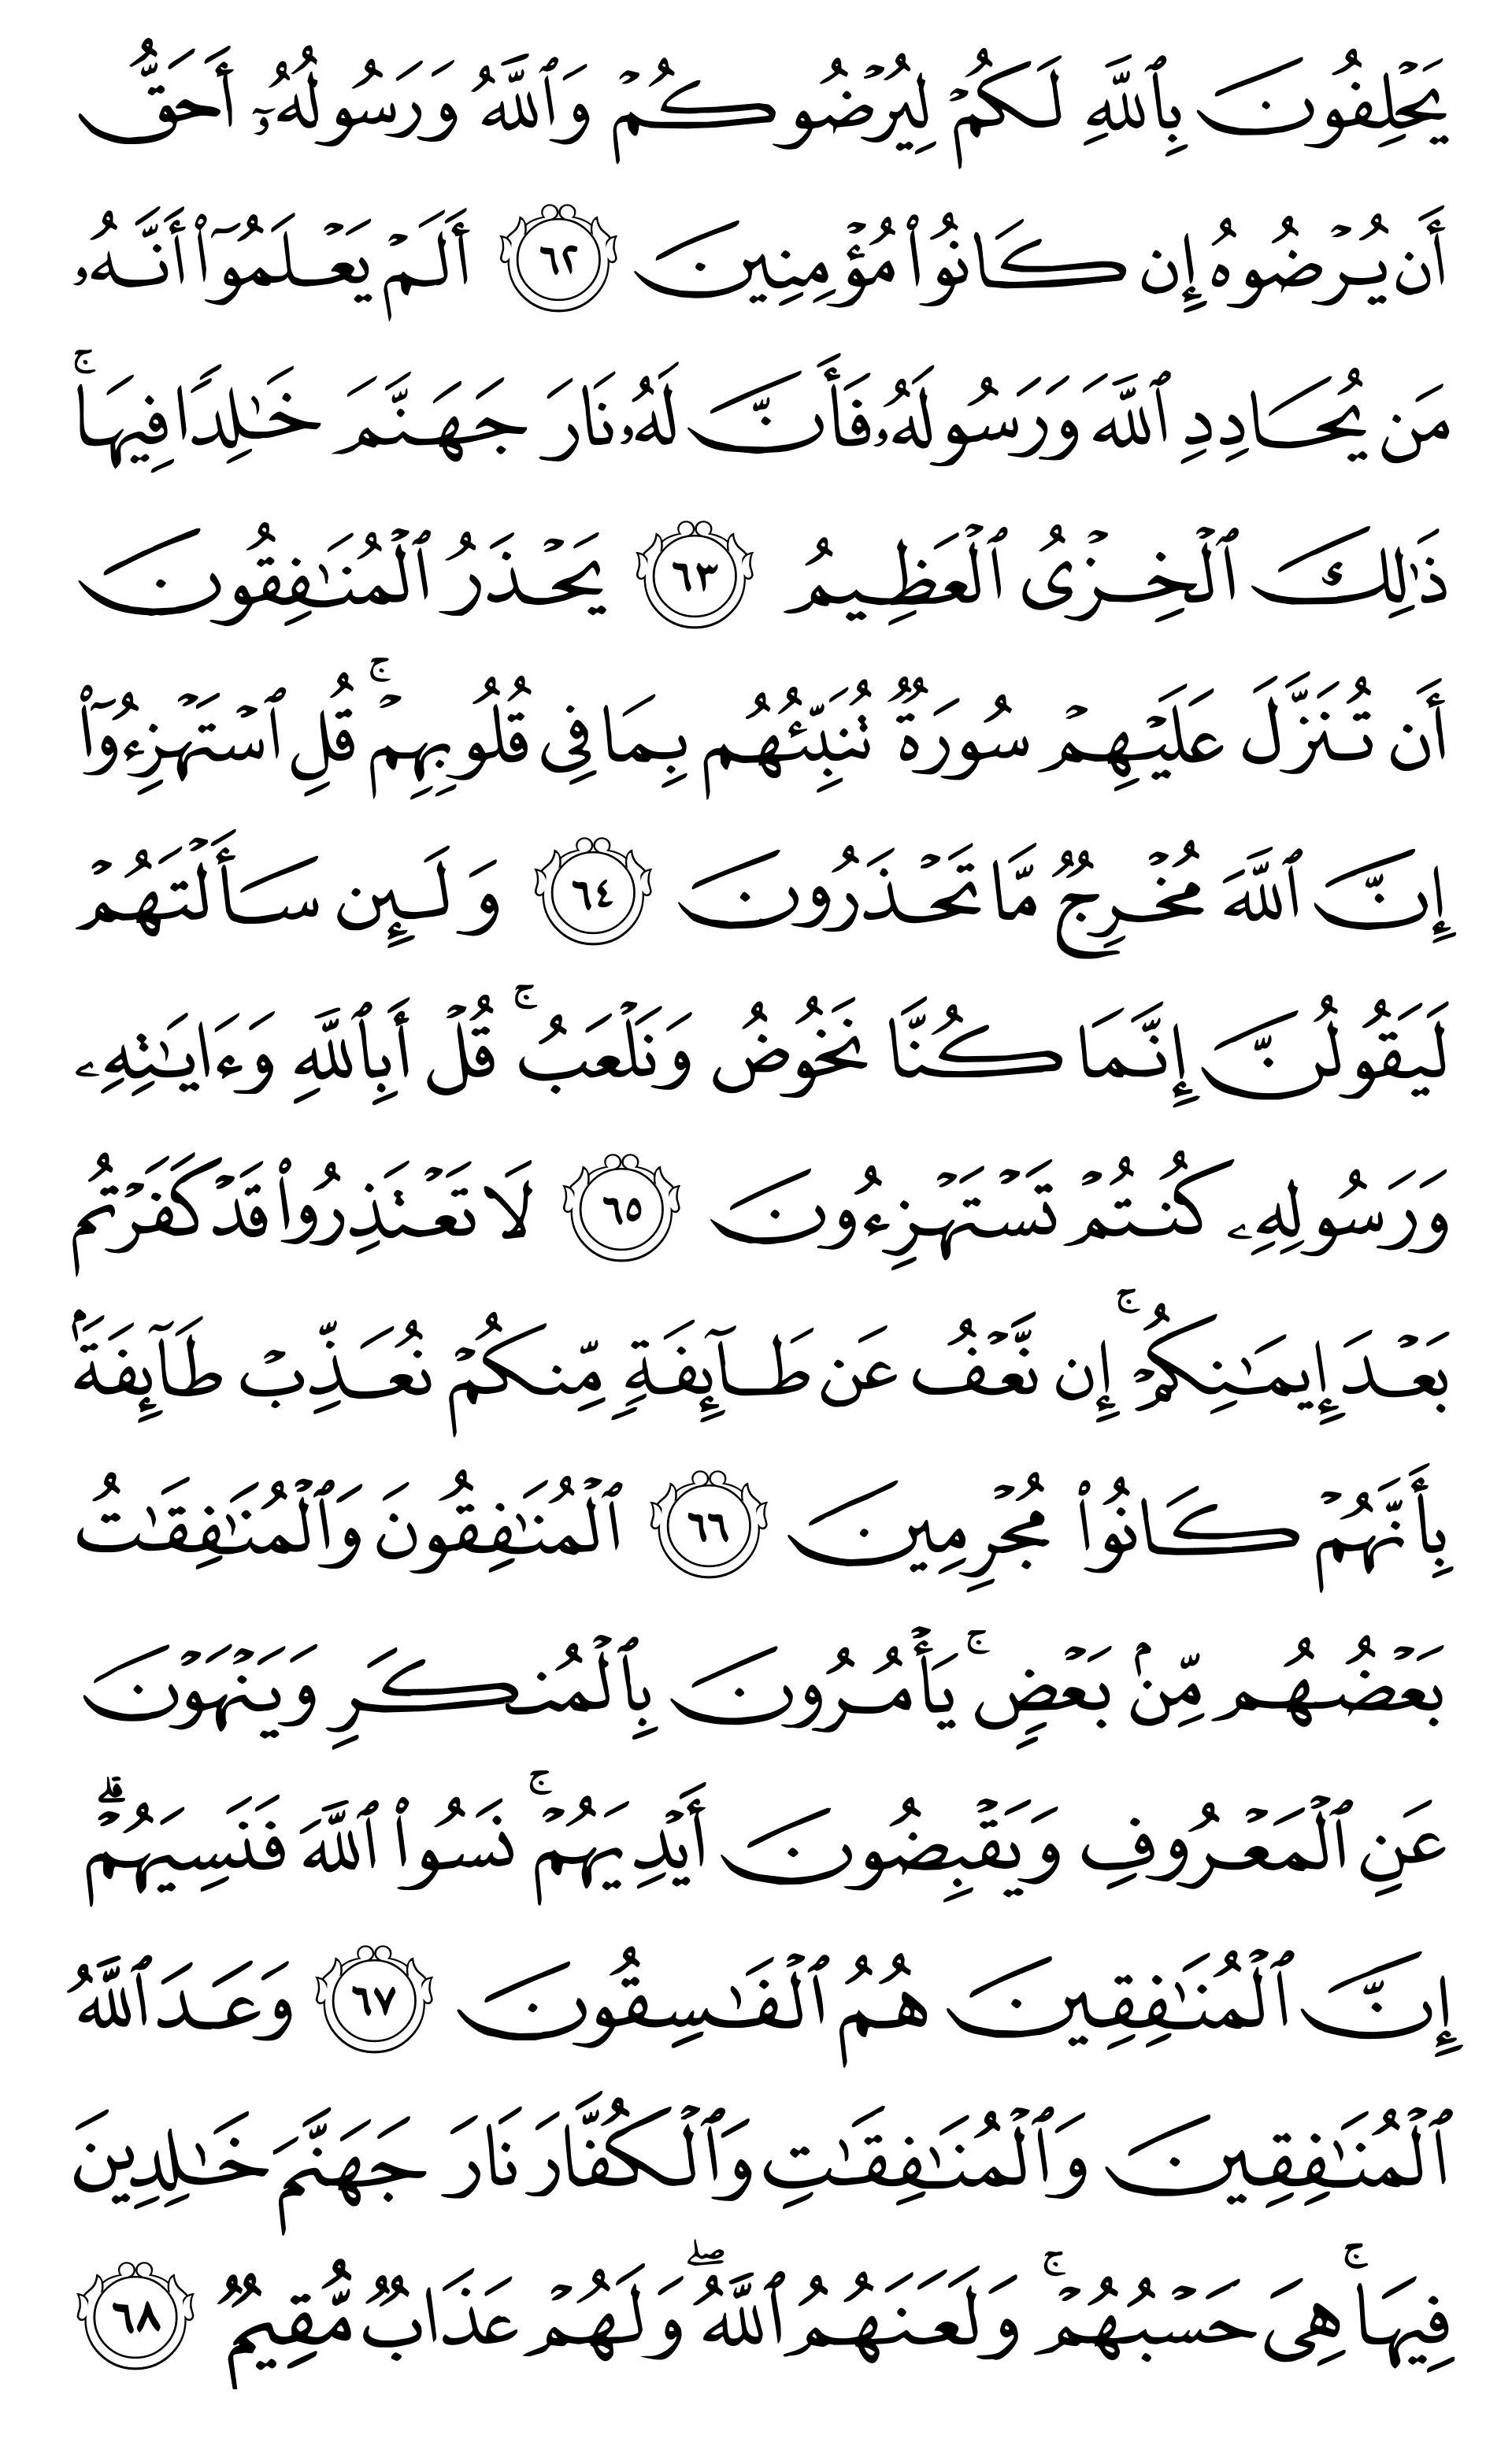 يَحۡلِفُونَ بِٱللَّهِ لَكُمۡ لِيُرۡضُوكُمۡ وَٱللَّهُ وَرَسُولُهُۥٓ أَحَقُّ
أَن يُرۡضُوهُ إِن كَانُواْ مُؤۡمِنِينَ ٦٢ أَلَمۡ يَعۡلَمُوٓاْ أَنَّهُۥ
مَن يُحَادِدِ ٱللَّهَ وَرَسُولَهُۥ فَأَنَّ لَهُۥ نَارَ جَهَنَّمَ خَٰلِدٗا فِيهَاۚ
ذَٰلِكَ ٱلۡخِزۡيُ ٱلۡعَظِيمُ ٦٣ يَحۡذَرُ ٱلۡمُنَٰفِقُونَ
أَن تُنَزَّلَ عَلَيۡهِمۡ سُورَةٞ تُنَبِّئُهُم بِمَا فِي قُلُوبِهِمۡۚ قُلِ ٱسۡتَهۡزِءُوٓاْ
إِنَّ ٱللَّهَ مُخۡرِجٞ مَّا تَحۡذَرُونَ ٦٤ وَلَئِن سَأَلۡتَهُمۡ
لَيَقُولُنَّ إِنَّمَا كُنَّا نَخُوضُ وَنَلۡعَبُۚ قُلۡ أَبِٱللَّهِ وَءَايَٰتِهِۦ
وَرَسُولِهِۦ كُنتُمۡ تَسۡتَهۡزِءُونَ ٦٥ لَا تَعۡتَذِرُواْ قَدۡ كَفَرۡتُم
بَعۡدَ إِيمَٰنِكُمۡۚ إِن نَّعۡفُ عَن طَآئِفَةٖ مِّنكُمۡ نُعَذِّبۡ طَآئِفَةَۢ
بِأَنَّهُمۡ كَانُواْ مُجۡرِمِينَ ٦٦ ٱلۡمُنَٰفِقُونَ وَٱلۡمُنَٰفِقَٰتُ
بَعۡضُهُم مِّنۢ بَعۡضٖۚ يَأۡمُرُونَ بِٱلۡمُنكَرِ وَيَنۡهَوۡنَ
عَنِ ٱلۡمَعۡرُوفِ وَيَقۡبِضُونَ أَيۡدِيَهُمۡۚ نَسُواْ ٱللَّهَ فَنَسِيَهُمۡۗ
إِنَّ ٱلۡمُنَٰفِقِينَ هُمُ ٱلۡفَٰسِقُونَ ٦٧ وَعَدَ ٱللَّهُ
ٱلۡمُنَٰفِقِينَ وَٱلۡمُنَٰفِقَٰتِ وَٱلۡكُفَّارَ نَارَ جَهَنَّمَ خَٰلِدِينَ
فِيهَاۚ هِيَ حَسۡبُهُمۡۚ وَلَعَنَهُمُ ٱللَّهُۖ وَلَهُمۡ عَذَابٞ مُّقِيمٞ ٦٨